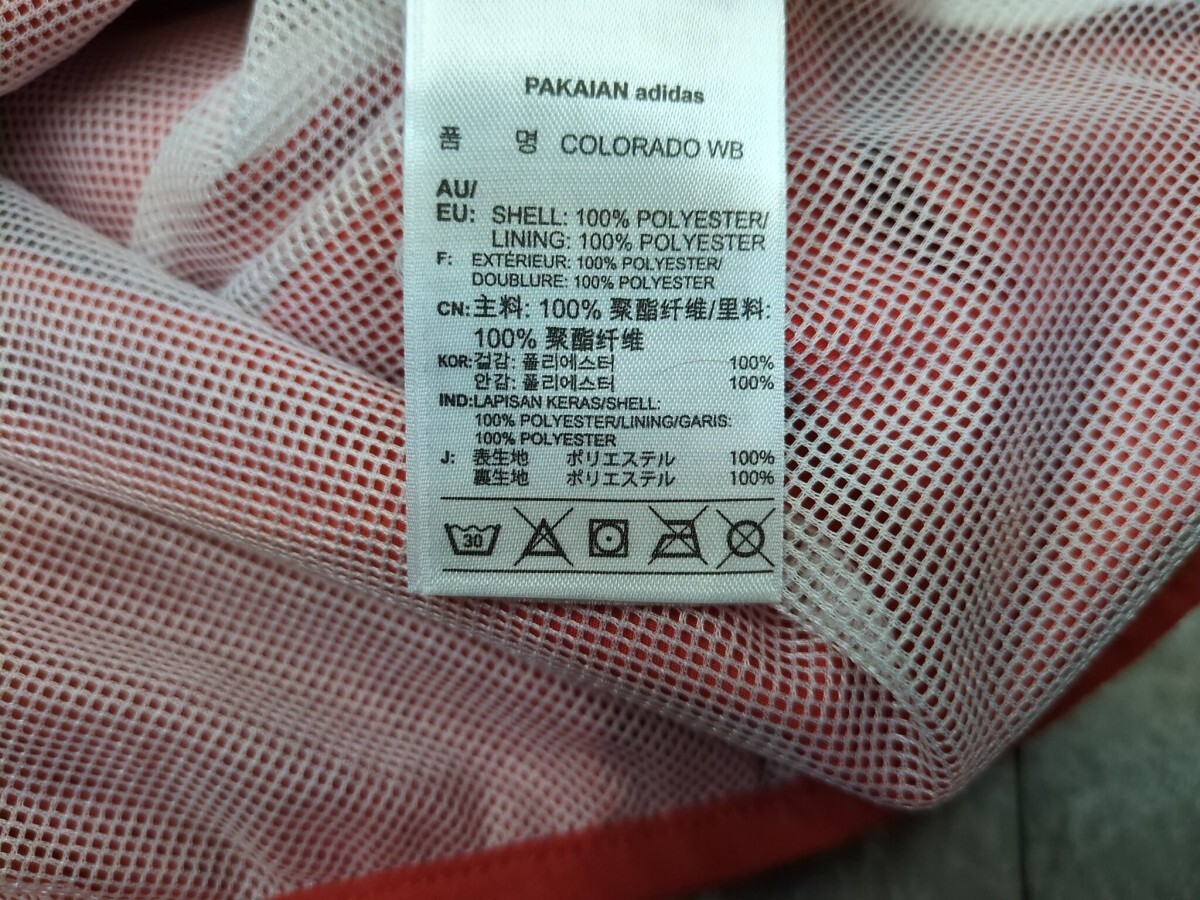 PAKAIAN adidas
품 명 COLORADO WB
AU/
EU: SHELL: 100% POLYESTER/
LINING: 100% POLYESTER
F: EXTÉRIEUR: 100% POLYESTER/
DOUBLURE: 100% POLYESTER
CN: 主料: 100% 聚酯纤维/里料:
100% 聚酯纤维
KOR: 겉감: 폴리에스터 100%
안감: 폴리에스터 100%
IND: LAPISAN KERAS/SHELL:
100% POLYESTER/LINING/GARIS:
100% POLYESTER
J: 表生地 ポリエステル 100%
裏生地 ポリエステル 100%
30